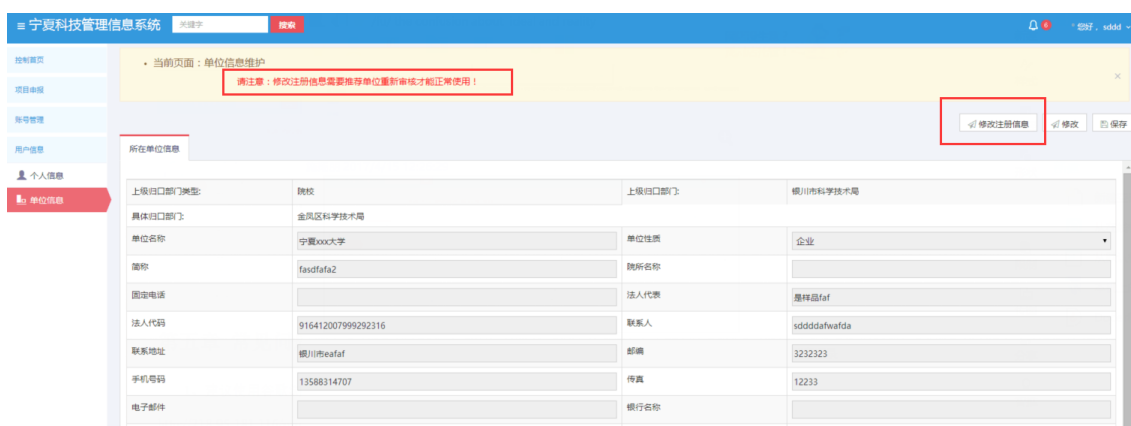 ≡ 宁夏科技管理信息系统 关键字 搜索 6 您好，sddd
控制首页
项目申报
账号管理
用户信息
个人信息
单位信息
• 当前页面：单位信息维护
请注意：修改注册信息需要推荐单位重新审核才能正常使用！
×
修改注册信息 修改 保存
所在单位信息
上级归口部门类型: 院校 上级归口部门: 银川市科学技术局
具体归口部门: 金凤区科学技术局
单位名称 宁夏xxx大学 单位性质 企业
简称 fasdfafa2 院所名称
固定电话 法人代表 是样品faf
法人代码 916412007999292316 联系人 sddddafwafda
联系地址 银川市eafaf 邮编 3232323
手机号码 13588314707 传真 12233
电子邮件 银行名称